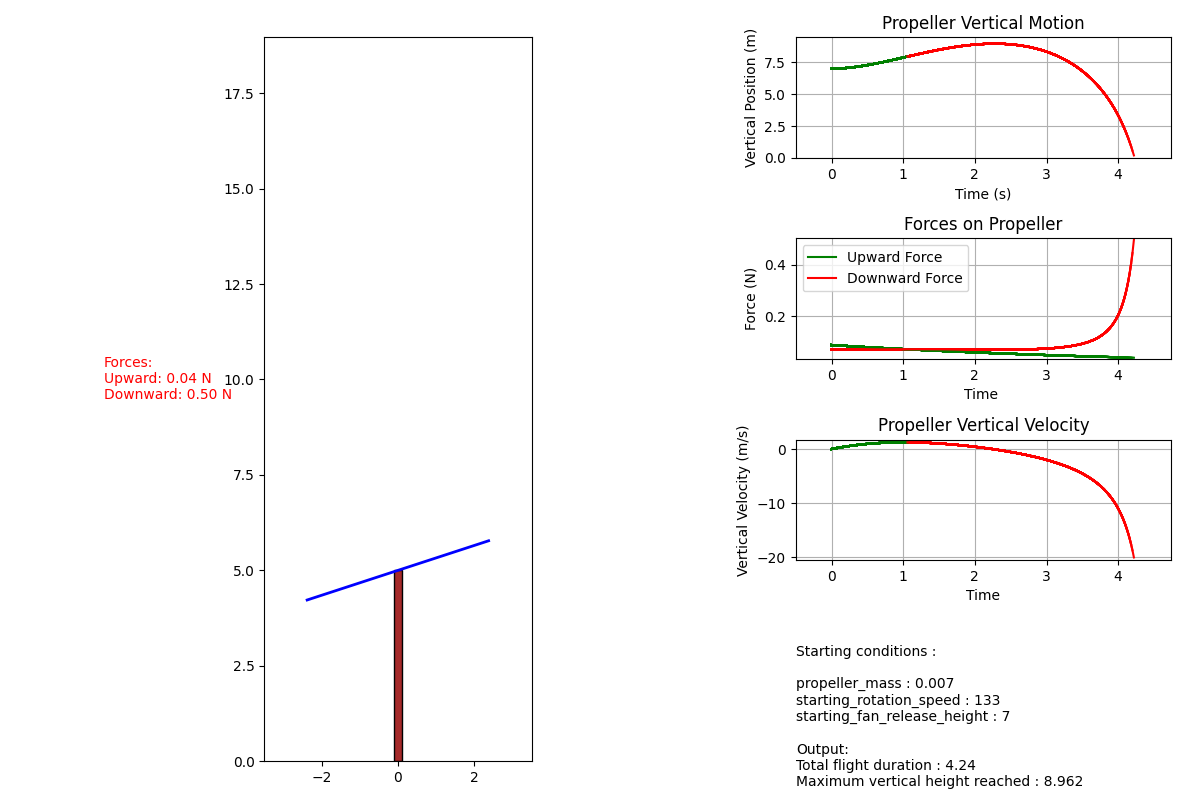 17.5
15.0
12.5
10.0
7.5
5.0
2.5
0.0
−2
0
2
Forces:
Upward: 0.04 N
Downward: 0.50 N
Propeller Vertical Motion
Vertical Position (m)
7.5
5.0
2.5
0.0
0
1
2
3
4
Time (s)
Forces on Propeller
Force (N)
0.4
0.2
Upward Force
Downward Force
0
1
2
3
4
Time
Propeller Vertical Velocity
Vertical Velocity (m/s)
0
−10
−20
0
1
2
3
4
Time
Starting conditions :
propeller_mass : 0.007
starting_rotation_speed : 133
starting_fan_release_height : 7
Output:
Total flight duration : 4.24
Maximum vertical height reached : 8.962